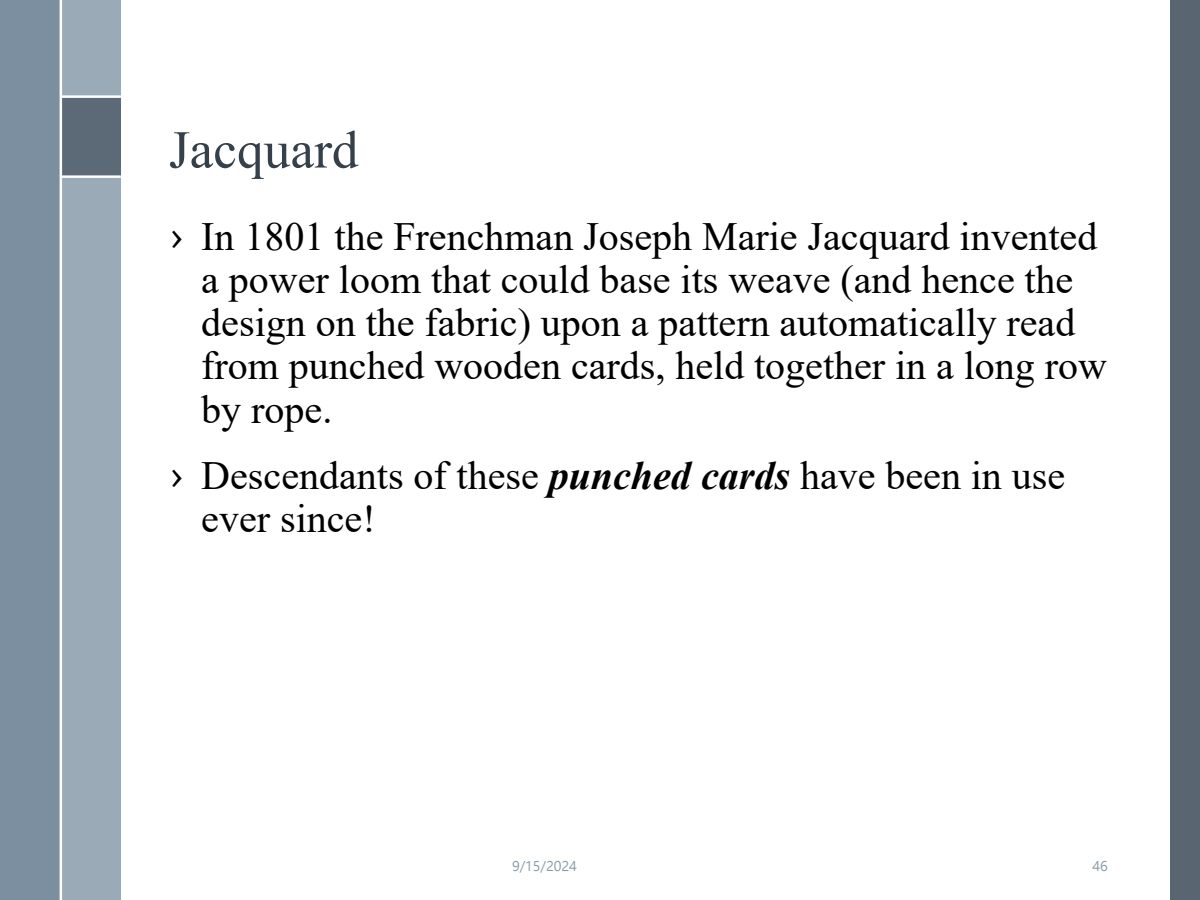 Jacquard
› In 1801 the Frenchman Joseph Marie Jacquard invented
a power loom that could base its weave (and hence the
design on the fabric) upon a pattern automatically read
from punched wooden cards, held together in a long row
by rope.
› Descendants of these punched cards have been in use
ever since!
9/15/2024
46